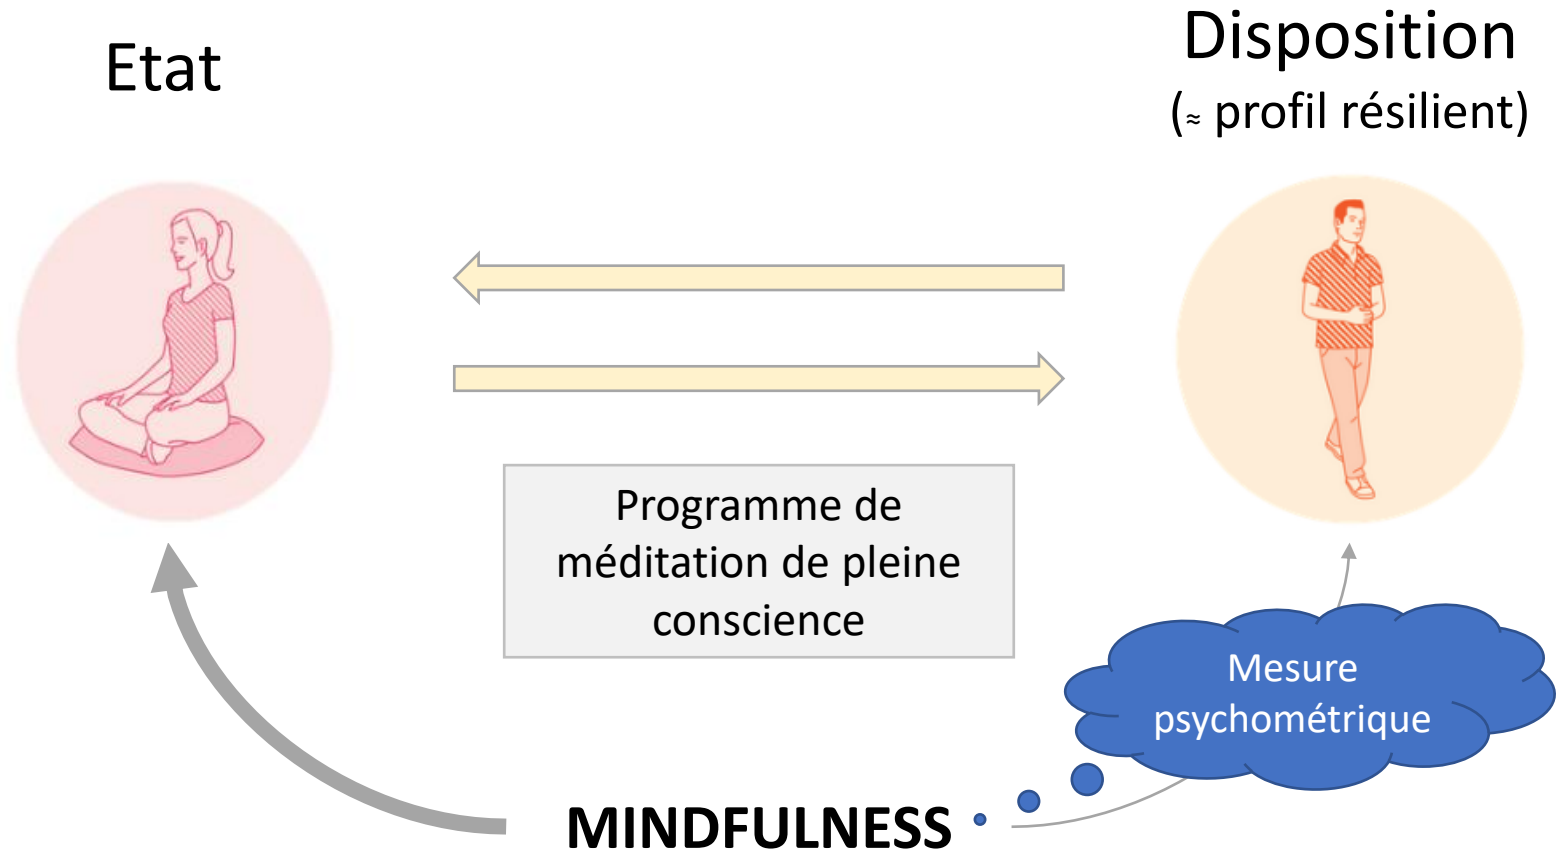 Etat
Disposition
(≈ profil résilient)
Programme de
méditation de pleine
conscience
Mesure
psychométrique
MINDFULNESS